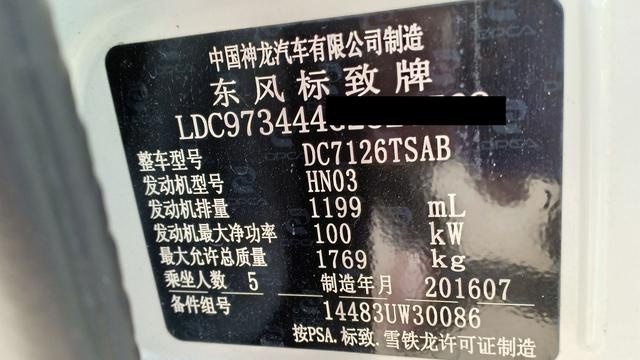 中国神龙汽车有限公司制造
东风标致牌
LDC973444
整车型号 DC7126TSAB
发动机型号 HN03
发动机排量 1199 mL
发动机最大净功率 100 kW
最大允许总质量 1769 kg
乘坐人数 5 制造年月 201607
备件组号 14483UW30086
按PSA.标致.雪铁龙许可证制造